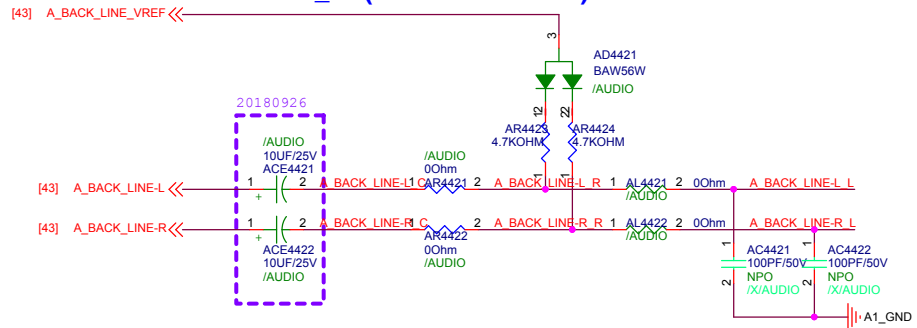 [43] A_BACK_LINE_VREF
3
AD4421
BAW56W
/AUDIO
20180926
1 2
2 2
AR4423
4.7KOHM
AR4424
4.7KOHM
/AUDIO
10UF/25V
ACE4421
/AUDIO
0Ohm
[43] A_BACK_LINE-L
1 2
+
A_BACK_LINE-L_C
1 AR4421 2
A_BACK_LINE-L_R
1
1
1 AL4421 2 0Ohm
/AUDIO
A_BACK_LINE-L_L
[43] A_BACK_LINE-R
1 2
+
A_BACK_LINE-R_C
1 2
AR4422
0Ohm
/AUDIO
A_BACK_LINE-R_R
1 AL4422 2 0Ohm
/AUDIO
A_BACK_LINE-R_L
ACE4422
10UF/25V
/AUDIO
1
AC4421
100PF/50V
NPO
/X/AUDIO
2
1
AC4422
100PF/50V
NPO
/X/AUDIO
2
A1_GND